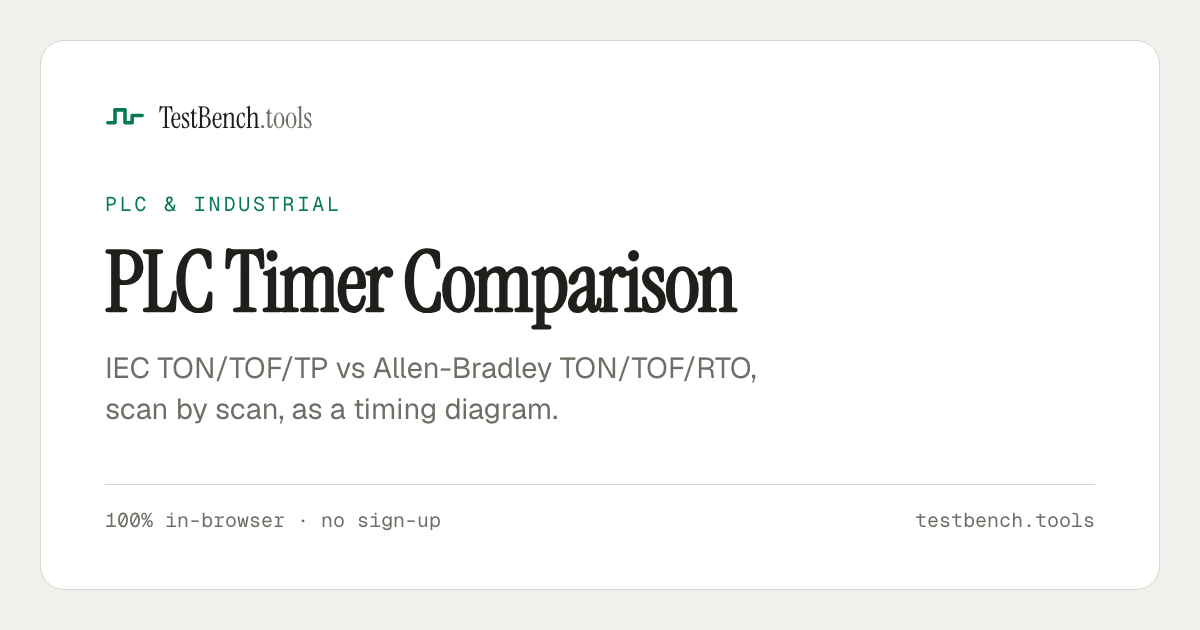 TestBench.tools
PLC & INDUSTRIAL
PLC Timer Comparison
IEC TON/TOF/TP vs Allen-Bradley TON/TOF/RTO,
scan by scan, as a timing diagram.
100% in-browser · no sign-up
testbench.tools